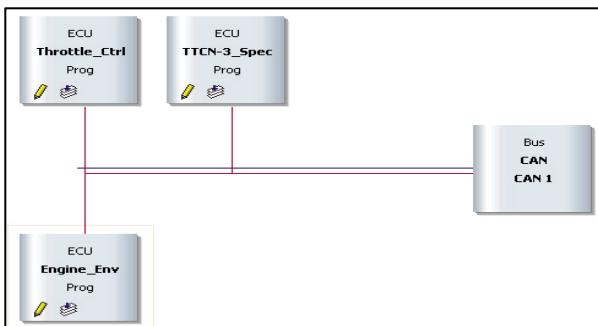 ECU
Throttle_Ctrl
Prog
ECU
TTCN-3_Spec
Prog
Bus
CAN
CAN 1
ECU
Engine_Env
Prog